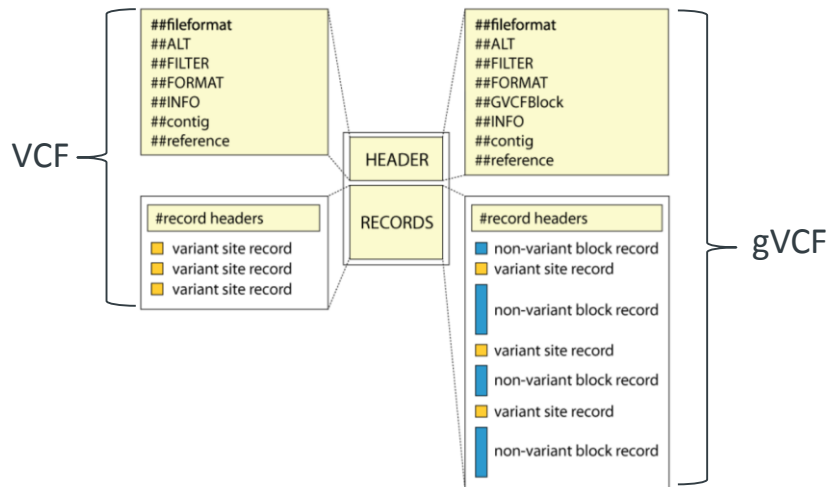 VCF
##fileformat
##ALT
##FILTER
##FORMAT
##INFO
##contig
##reference
#record headers
variant site record
variant site record
variant site record
HEADER
RECORDS
##fileformat
##ALT
##FILTER
##FORMAT
##GVCFBlock
##INFO
##contig
##reference
#record headers
non-variant block record
variant site record
non-variant block record
variant site record
non-variant block record
variant site record
non-variant block record
gVCF